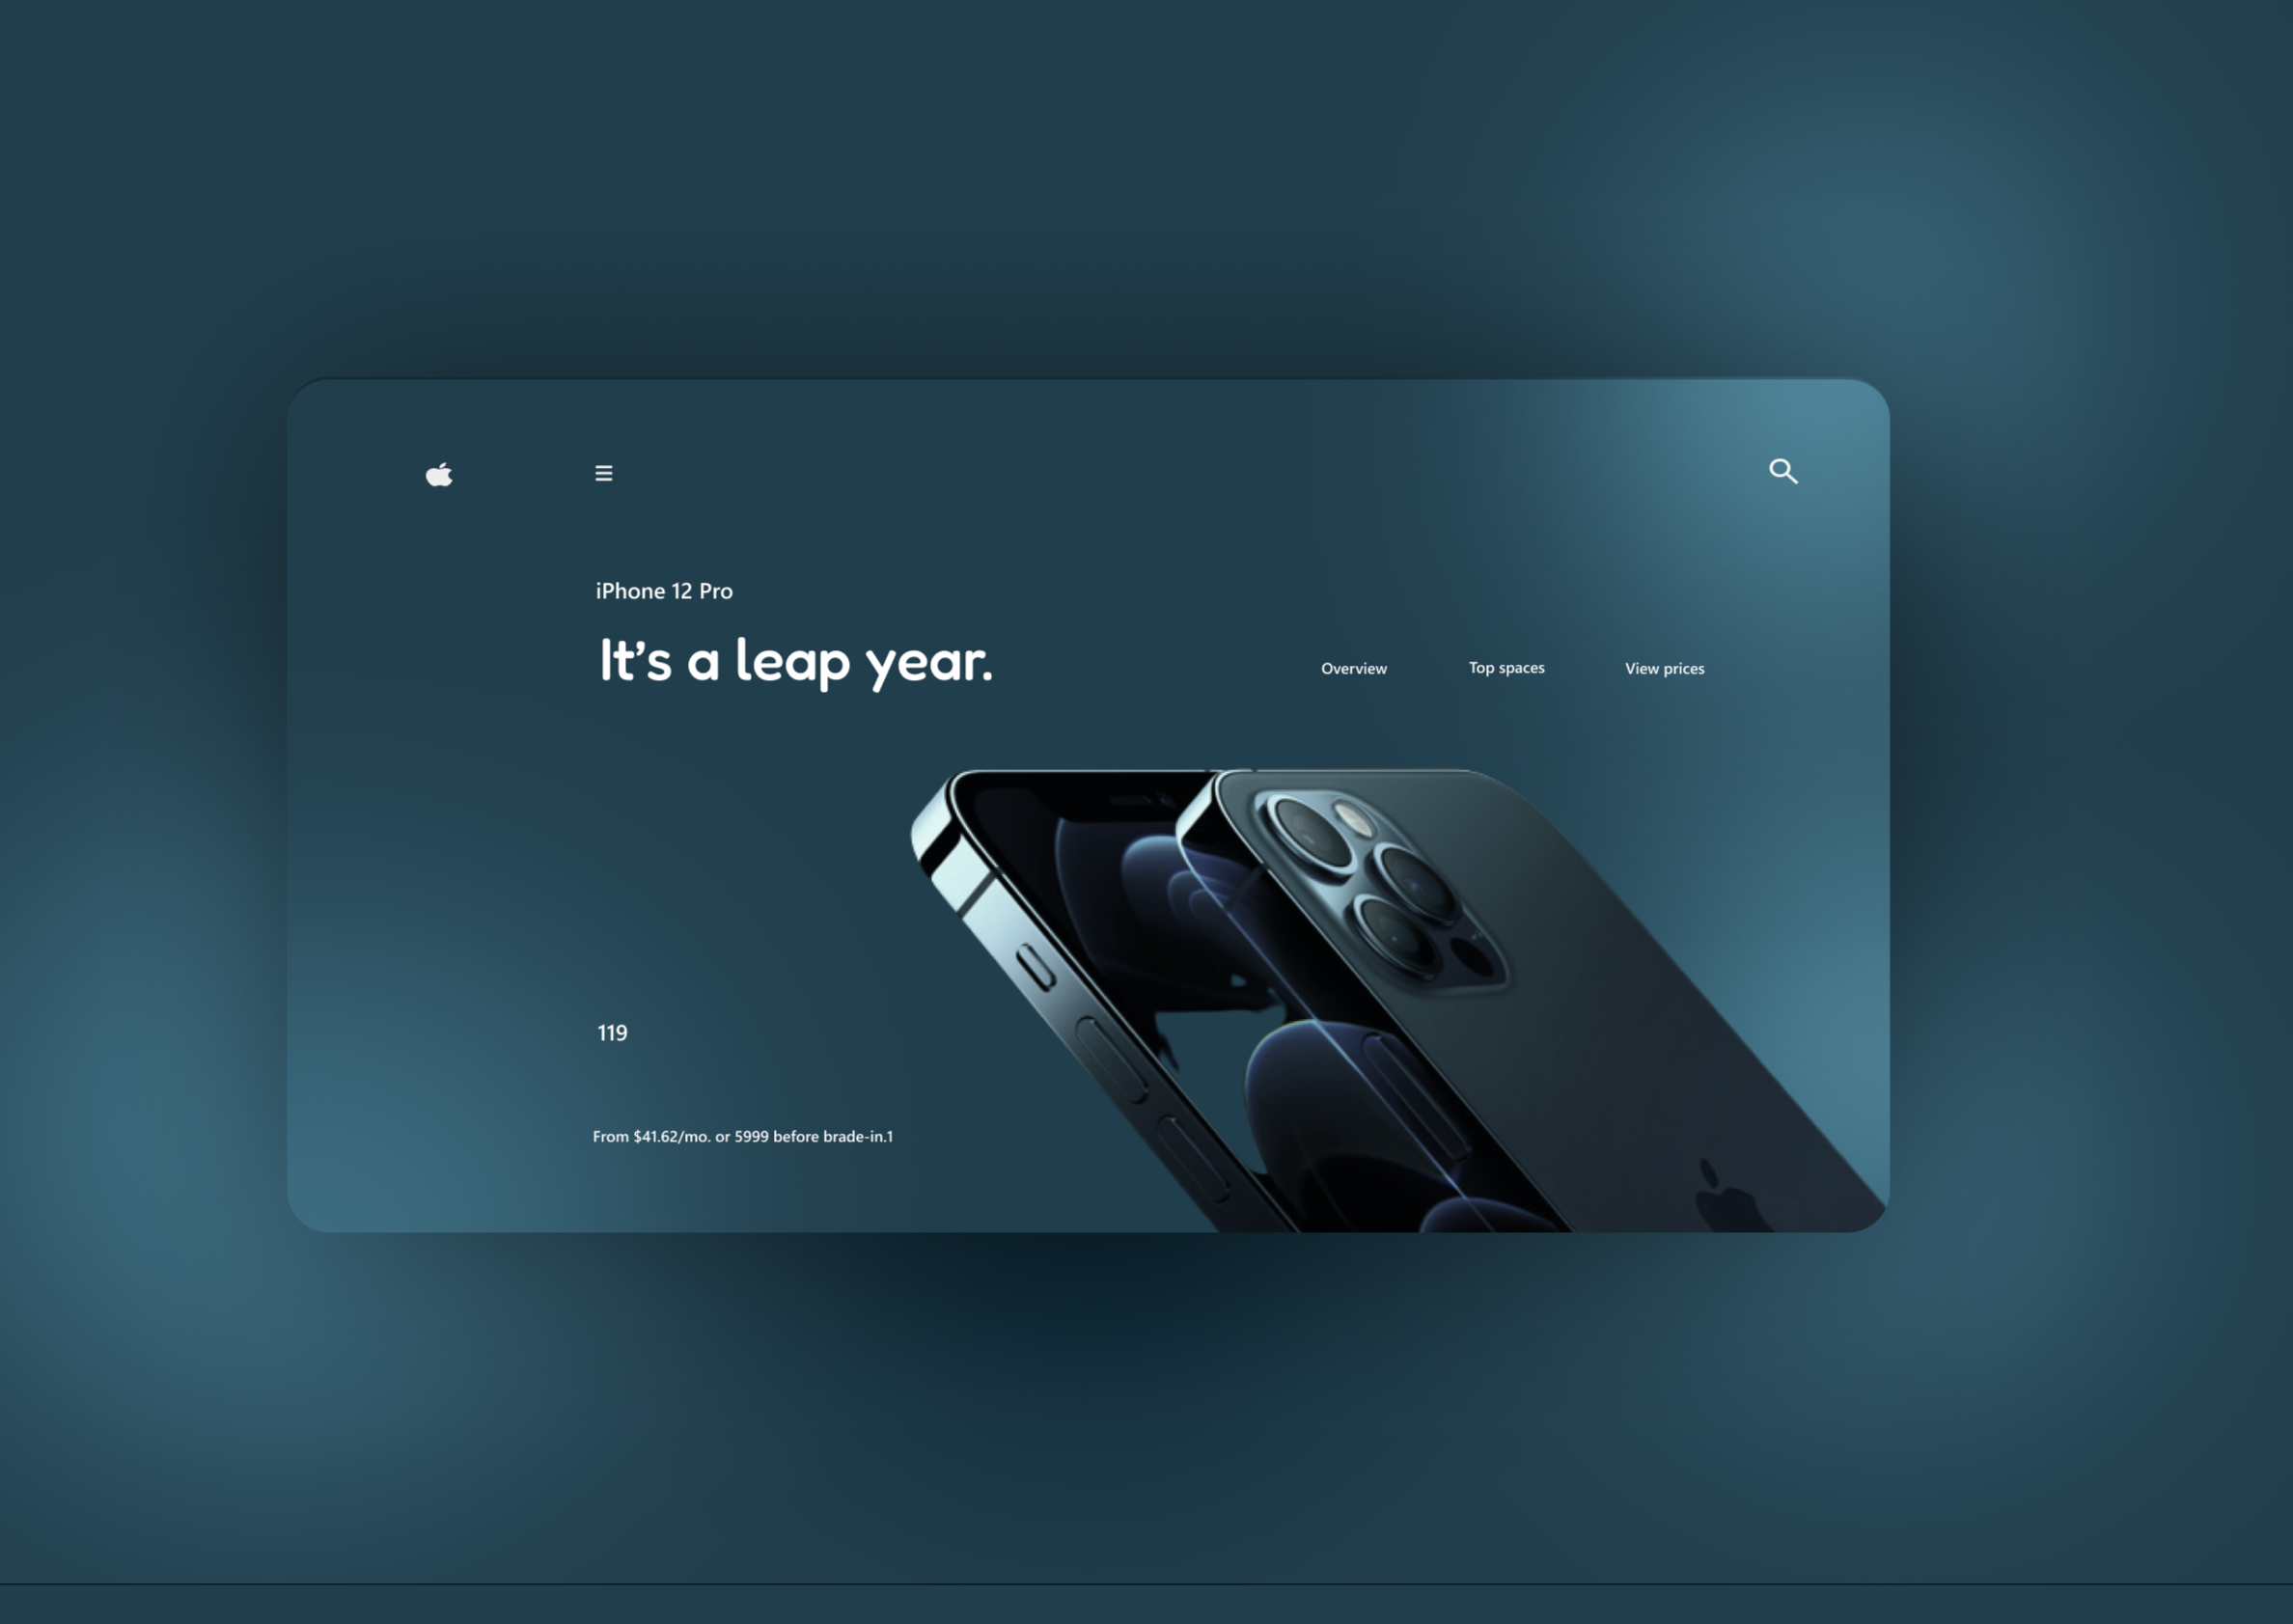 iPhone 12 Pro
It's a leap year.
Overview
Top spaces
View prices
119
From $41.62/mo. or 5999 before brade-in.1